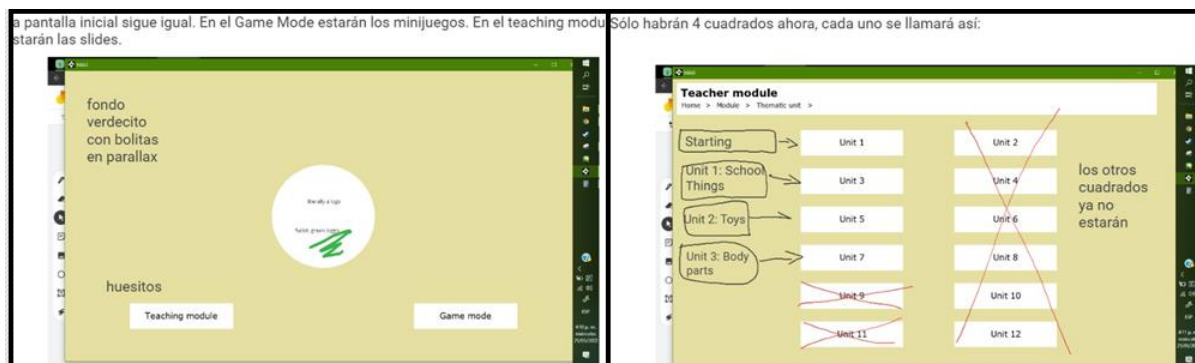 a pantalla inicial sigue igual. En el Game Mode estarán los minijuegos. En el teaching modu
starán las slides.
fondo
verdecito
con bolitas
en parallax
huesitos
Teaching module
Game mode
Sólo habrán 4 cuadrados ahora, cada uno se llamará así:
Teacher module
Home > Module > Thematic unit >
Starting
Unit 1
Unit 2
Unit 1: School
Things
Unit 3
Unit 4
Unit 2: Toys
Unit 5
Unit 6
Unit 3: Body
parts
Unit 7
Unit 8
Unit 9
Unit 10
Unit 11
Unit 12
los otros
cuadrados
ya no
estarán